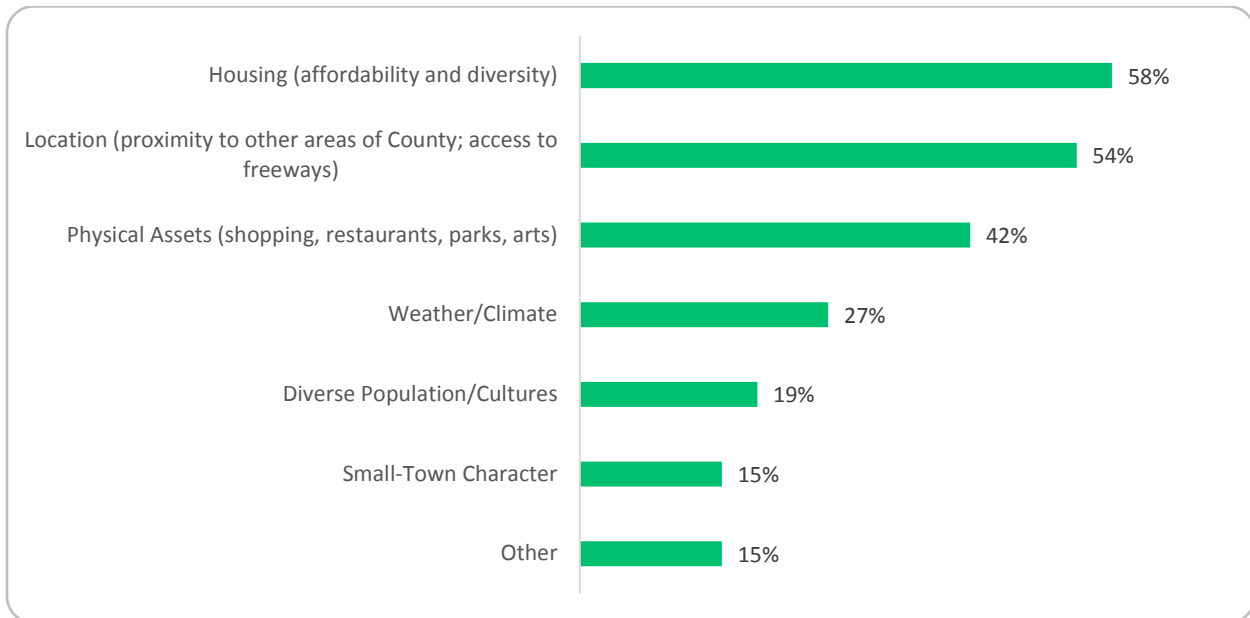 Housing (affordability and diversity)
58%
Location (proximity to other areas of County; access to
freeways)
54%
Physical Assets (shopping, restaurants, parks, arts)
42%
Weather/Climate
27%
Diverse Population/Cultures
19%
Small-Town Character
15%
Other
15%